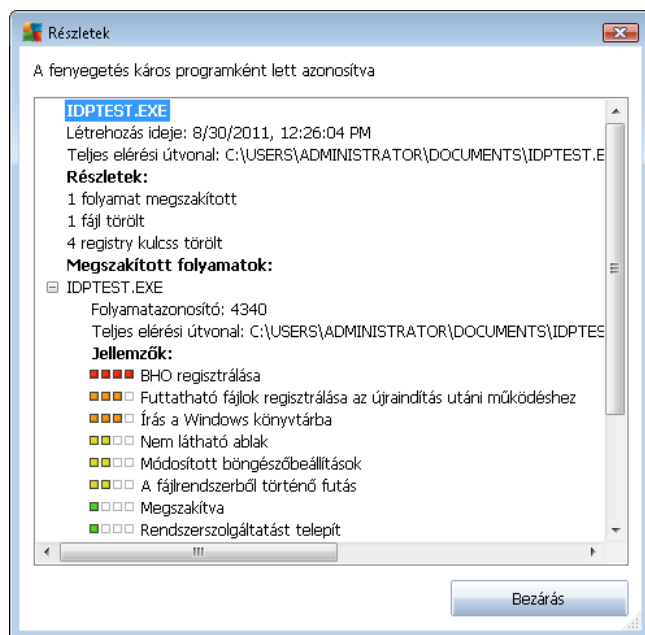 Részletek
A fenyegetés káros programként lett azonosítva
IDPTEST.EXE
Létrehozás ideje: 8/30/2011, 12:26:04 PM
Teljes elérési útvonal: C:\USERS\ADMINISTRATOR\DOCUMENTS\IDPTEST.E
Részletek:
1 folyamat megszakított
1 fájl törölt
4 registry kulcss törölt
Megszakított folyamatok:
IDPTEST.EXE
Folyamatazonosító: 4340
Teljes elérési útvonal: C:\USERS\ADMINISTRATOR\DOCUMENTS\IDPTES
Jellemzők:
BHO regisztrálása
Futtatható fájlok regisztrálása az újraindítás utáni működéshez
Írás a Windows könyvtárba
Nem látható ablak
Módosított böngészőbeállítások
A fájlrendszerből történő futás
Megszakítva
Rendszerszolgáltatást telepít
Bezárás